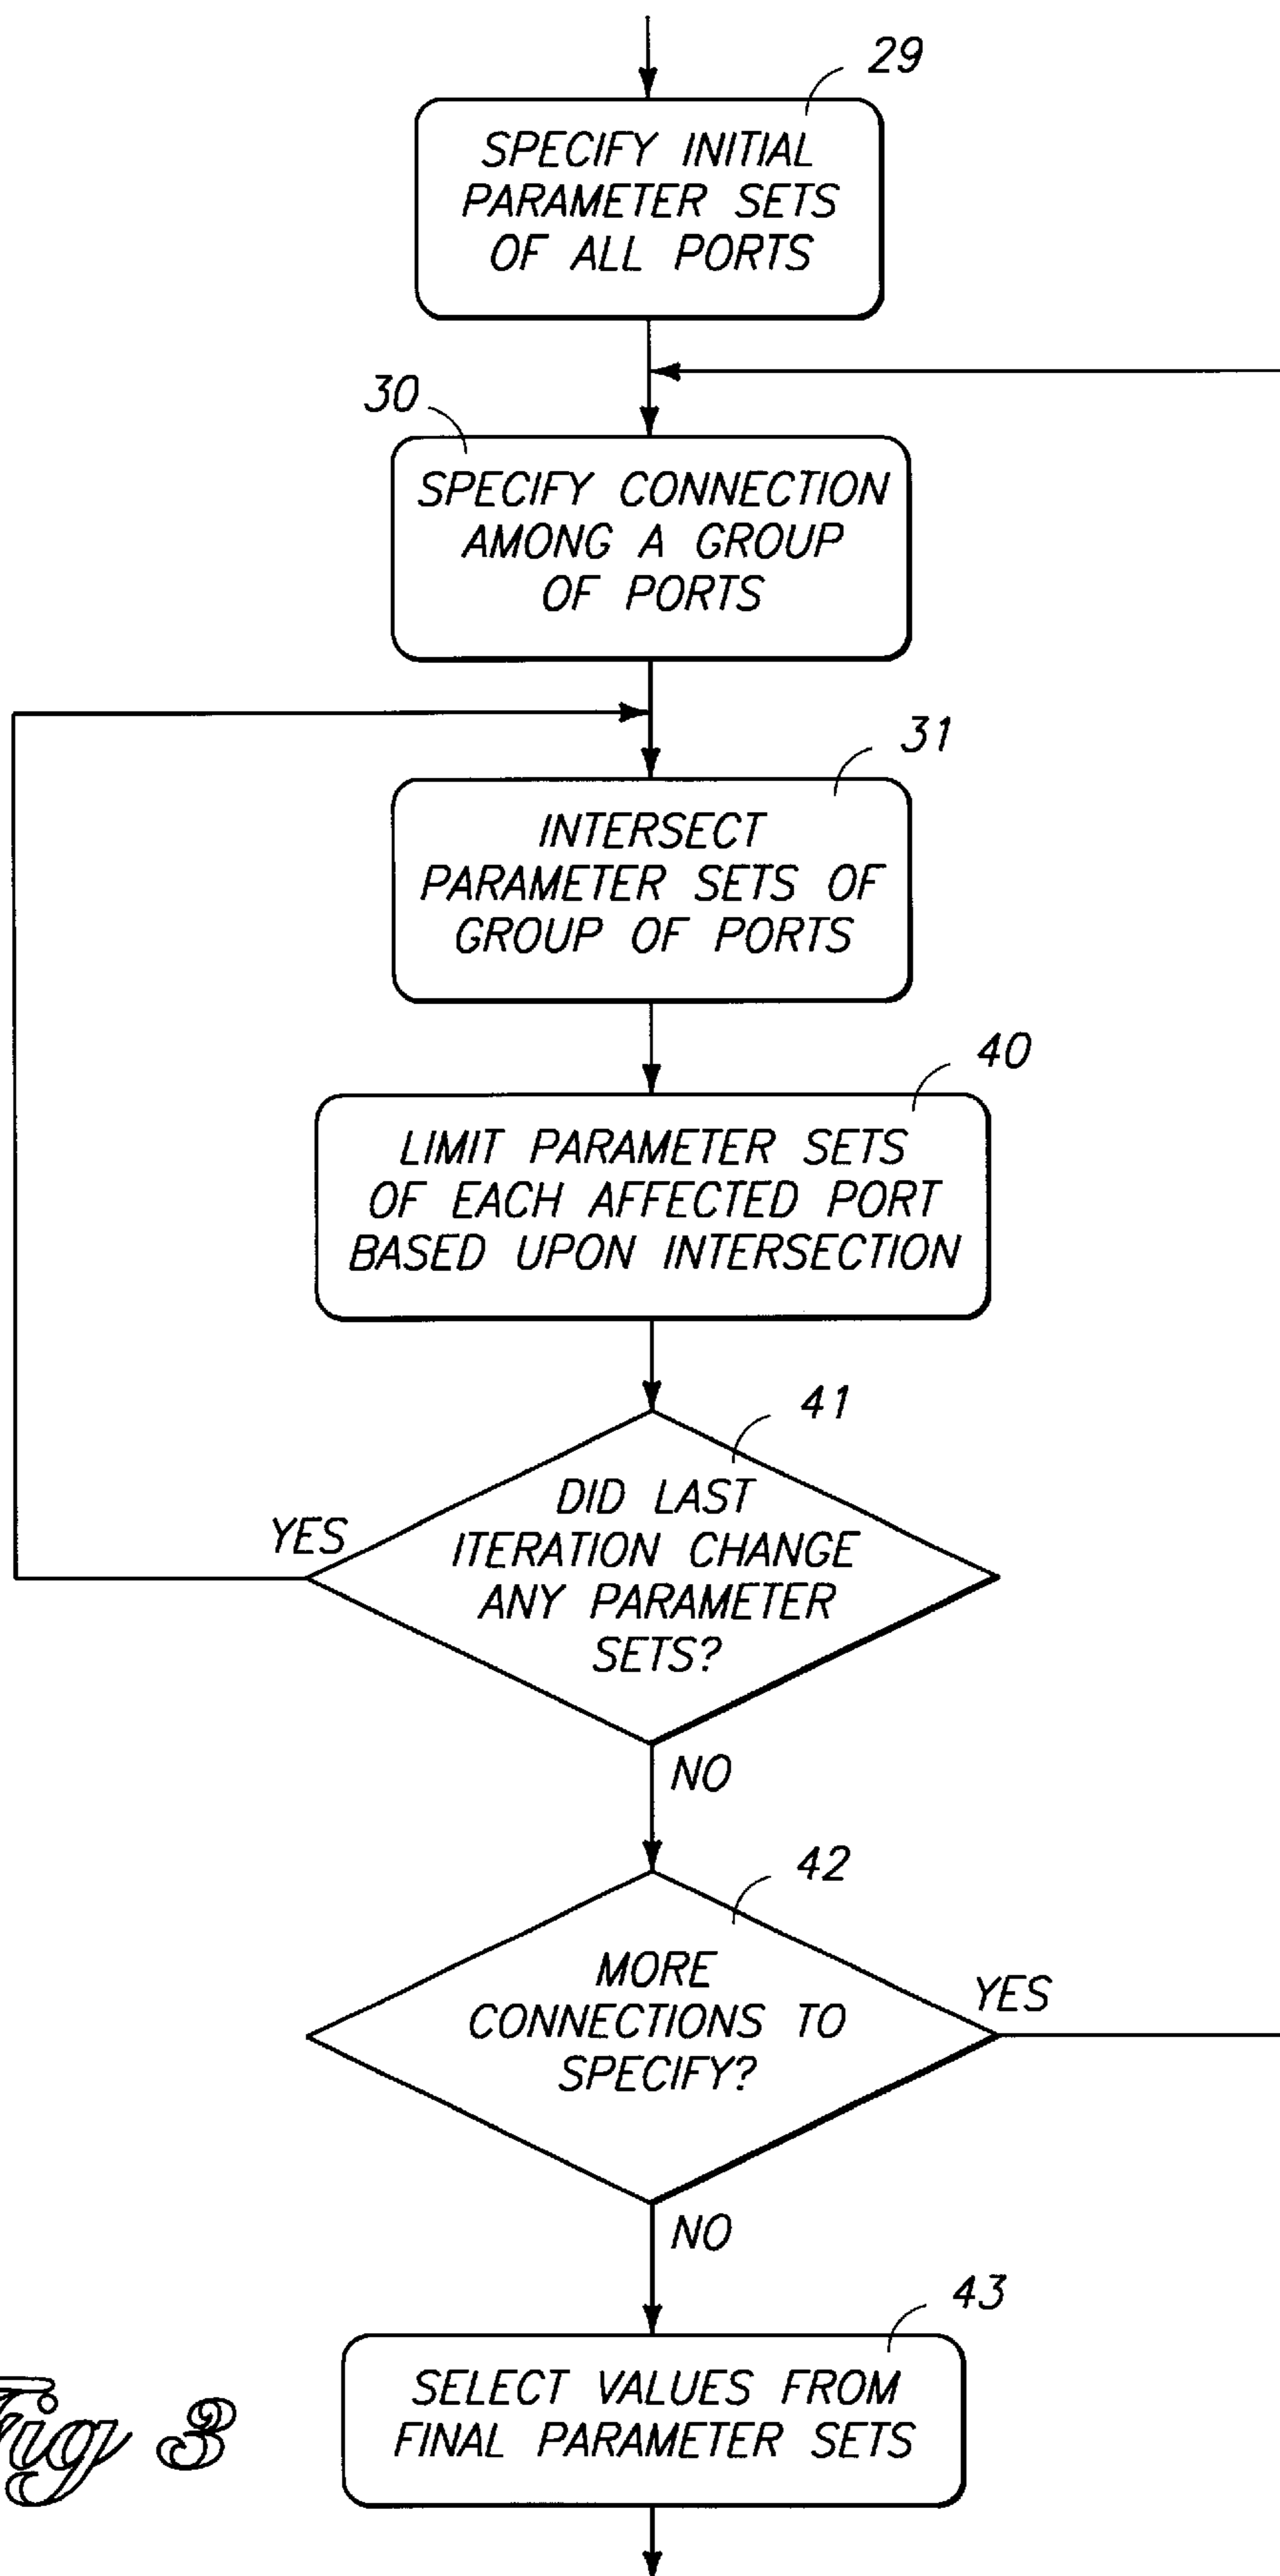 29
SPECIFY INITIAL
PARAMETER SETS
OF ALL PORTS
30
SPECIFY CONNECTION
AMONG A GROUP
OF PORTS
31
INTERSECT
PARAMETER SETS OF
GROUP OF PORTS
40
LIMIT PARAMETER SETS
OF EACH AFFECTED PORT
BASED UPON INTERSECTION
41
DID LAST
ITERATION CHANGE
ANY PARAMETER
SETS?
YES
NO
42
MORE
CONNECTIONS TO
SPECIFY?
YES
NO
43
SELECT VALUES FROM
FINAL PARAMETER SETS
Fig 3